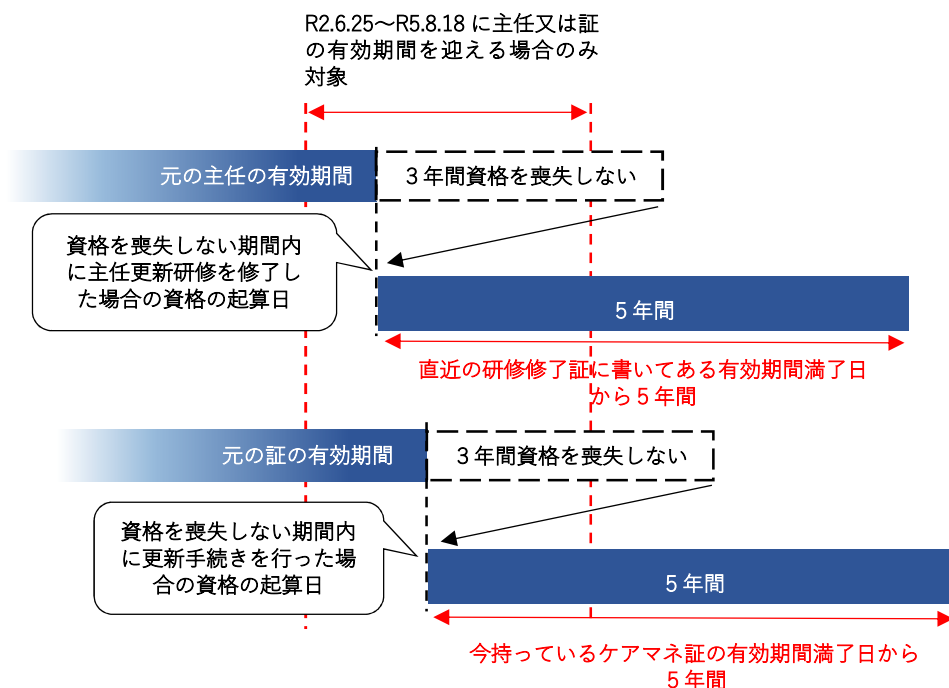 R2.6.25～R5.8.18 に主任又は証
の有効期間を迎える場合のみ
対象
元の主任の有効期間
３年間資格を喪失しない
資格を喪失しない期間内
に主任更新研修を修了し
た場合の資格の起算日
５年間
直近の研修修了証に書いてある有効期間満了日
から５年間
元の証の有効期間
３年間資格を喪失しない
資格を喪失しない期間内
に更新手続きを行った場
合の資格の起算日
５年間
今持っているケアマネ証の有効期間満了日から
５年間